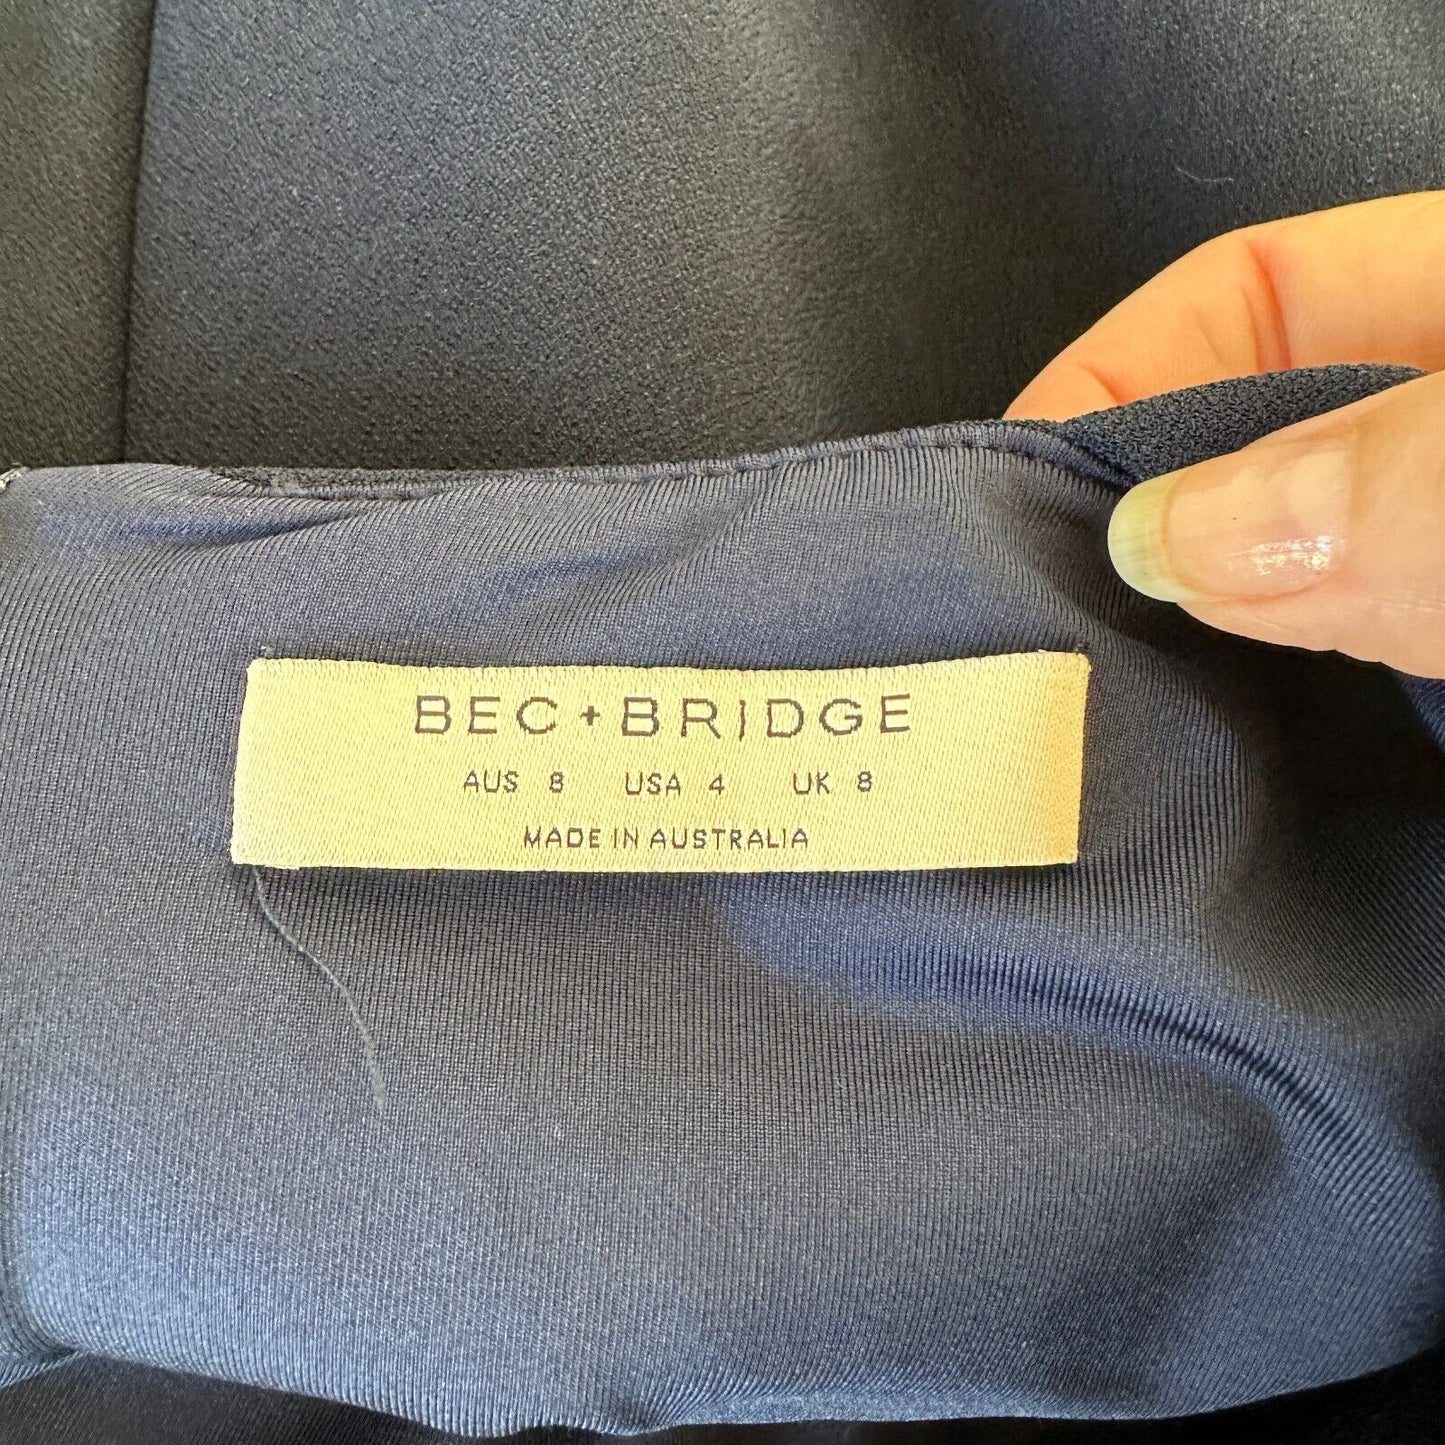 BEC+BRIDGE
AUS 8 USA 4 UK 8
MADE IN AUSTRALIA